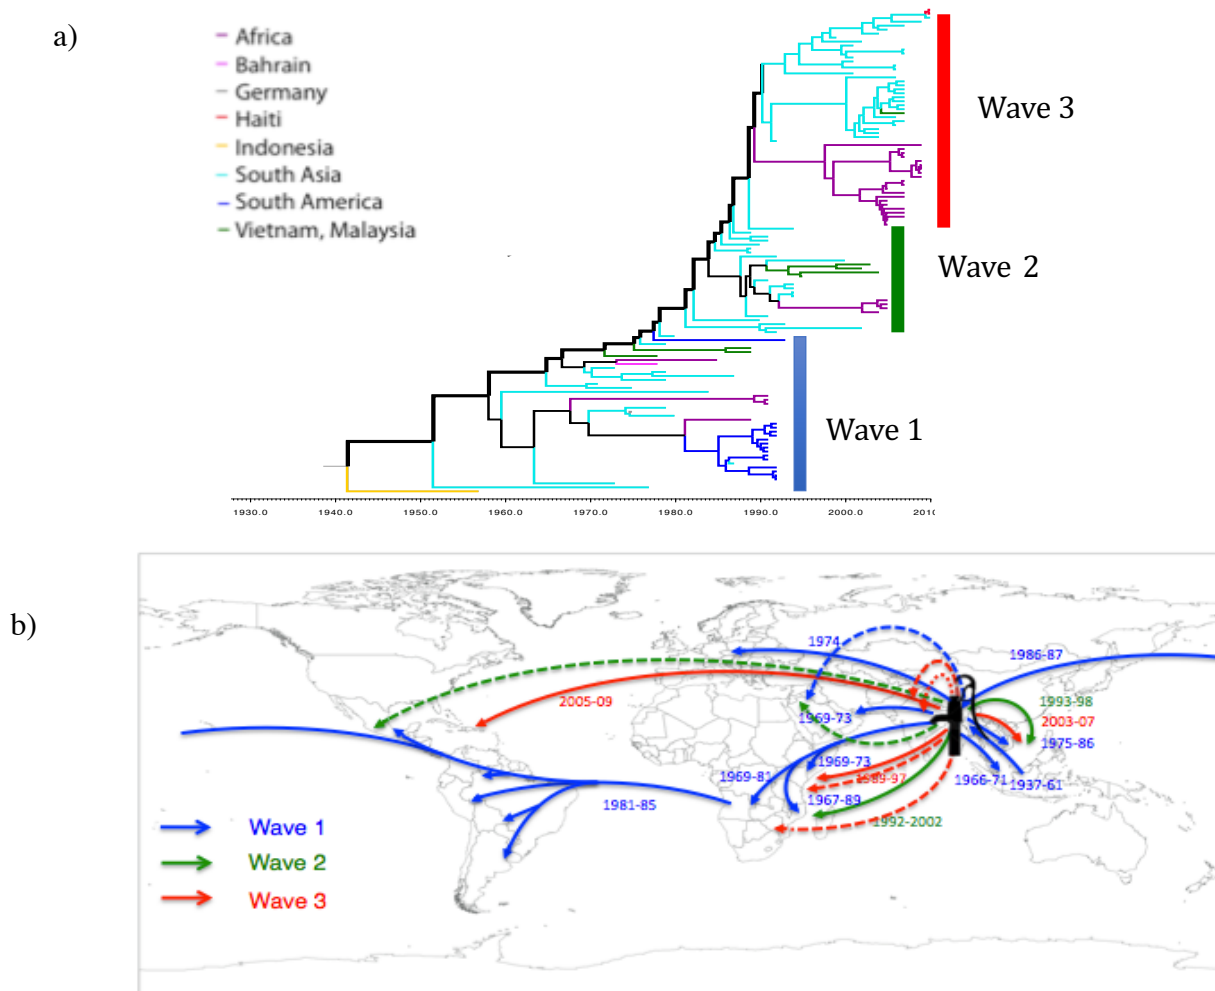 a)
Africa
Bahrain
Germany
Haiti
Indonesia
South Asia
South America
Vietnam, Malaysia
Wave 3
Wave 2
Wave 1
1930.0 1940.0 1950.0 1960.0 1970.0 1980.0 1990.0 2000.0 2010
b)
1974
1986-87
2005-09
1969-73
1993-98
2003-07
1975-86
1969-73
1969-81
1989-97
1966-71
1937-61
1967-89
1981-85
1992-2002
Wave 1
Wave 2
Wave 3